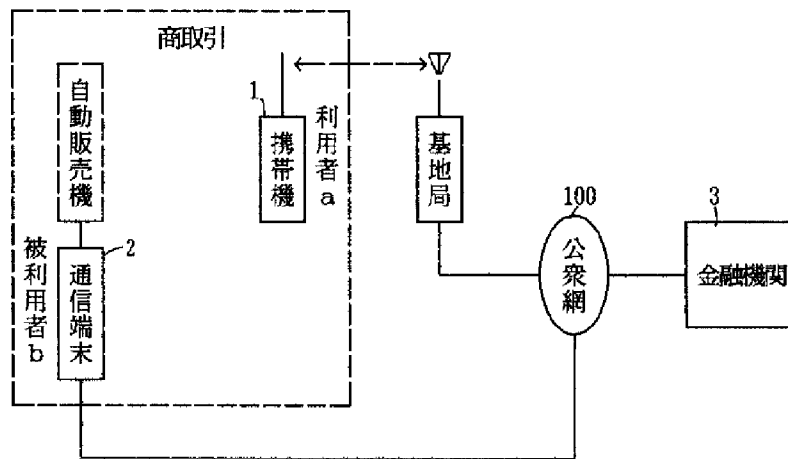 商取引
自動販売機
1
携帯機
利用者a
基地局
100
公衆網
3
金融機関
2
通信端末
被利用者b